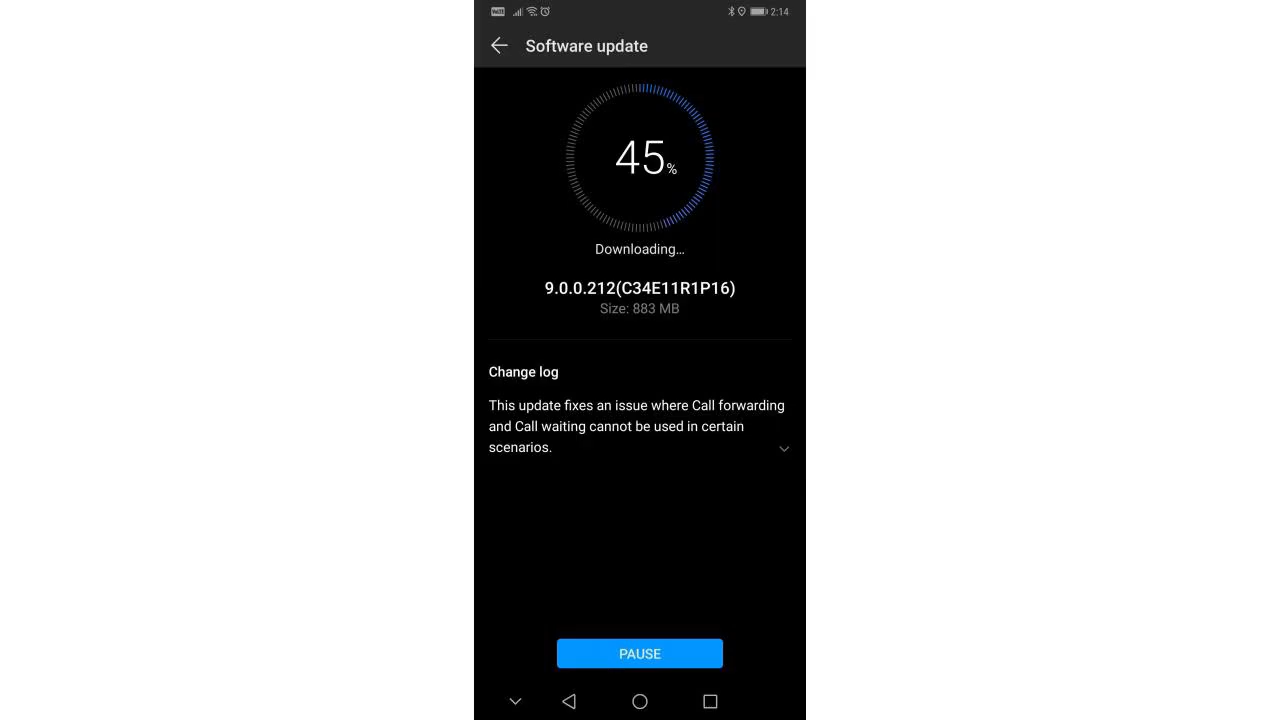 VoLTE 2:14
Software update
45%
Downloading...
9.0.0.212(C34E11R1P16)
Size: 883 MB
Change log
This update fixes an issue where Call forwarding
and Call waiting cannot be used in certain
scenarios.
PAUSE